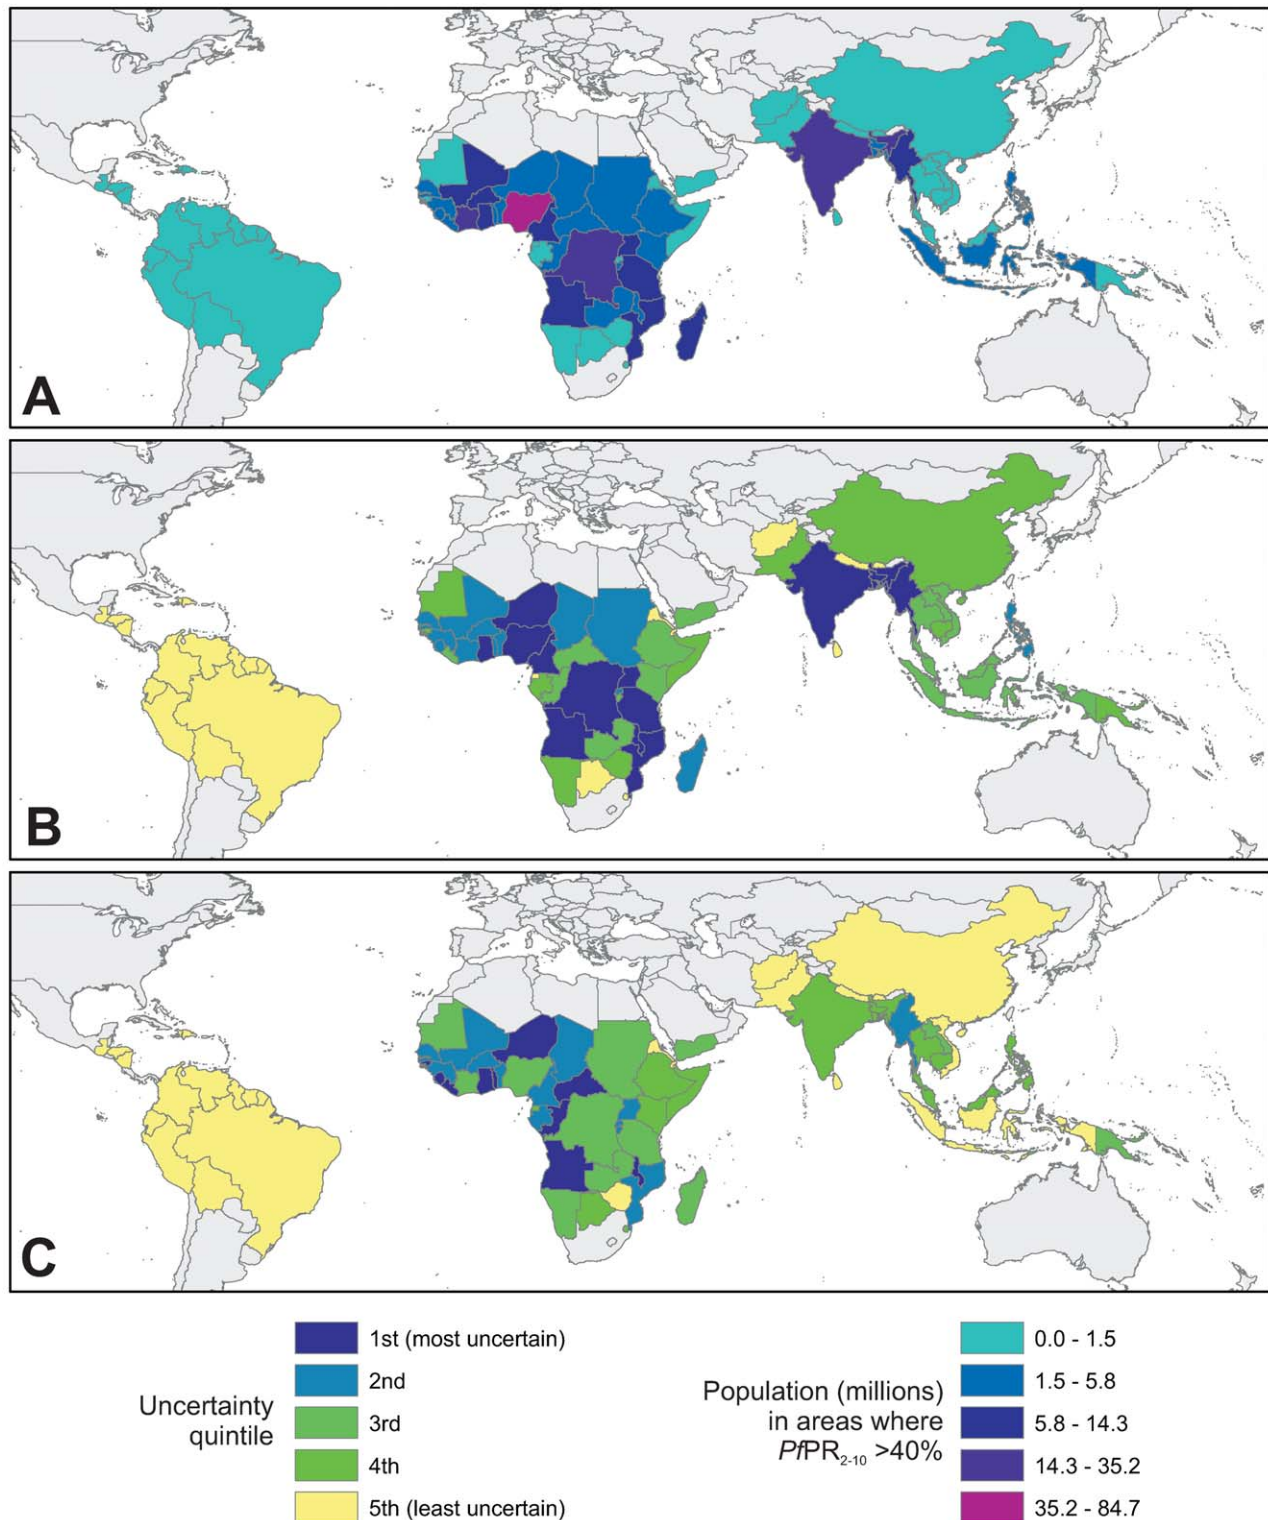 A
B
C
Uncertainty
quintile
1st (most uncertain)
2nd
3rd
4th
5th (least uncertain)
Population (millions)
in areas where
PfPR2-10 >40%
0.0 - 1.5
1.5 - 5.8
5.8 - 14.3
14.3 - 35.2
35.2 - 84.7